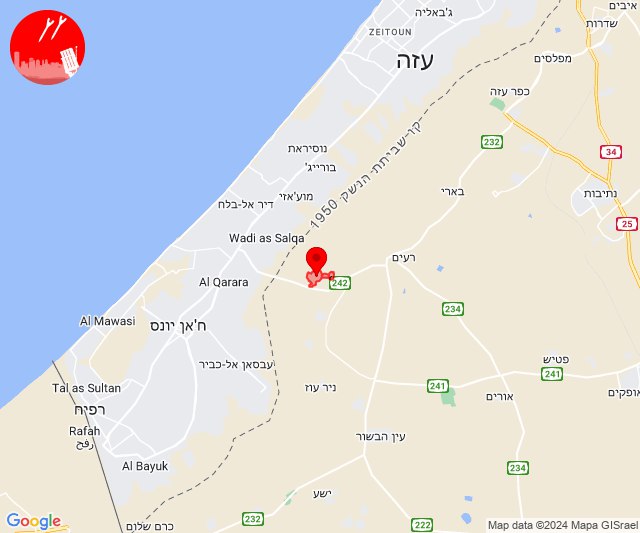 איבים
ג'באליה
שדרות
ZEITOUN
עזה
מפלסים
כפר עזה
232
34
נוסיראת
בורייג'
קו שביתת הנשק 1950
נתיבות
בארי
מוע'אזי
דיר אל-בלח
25
Wadi as Salqa
רעים
Al Qarara
242
234
Al Mawasi
ח'אן יונס
פטיש
עבסאן אל-כביר
241
Tal as Sultan
ניר עוז
241
אורים
אופקים
רפיח
Rafah
رفح
עין הבשור
Al Bayuk
234
ישע
232
222
כרם שלום
Google
Map data ©2024 Mapa GISrael